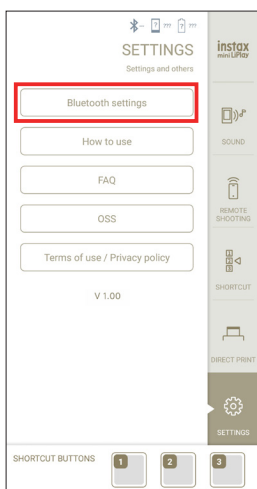 SETTINGS
Settings and others
Bluetooth settings
How to use
FAQ
OSS
Terms of use / Privacy policy
V 1.00
instax
mini LiPlay
SOUND
REMOTE
SHOOTING
SHORTCUT
DIRECT PRINT
SETTINGS
SHORTCUT BUTTONS
1
2
3